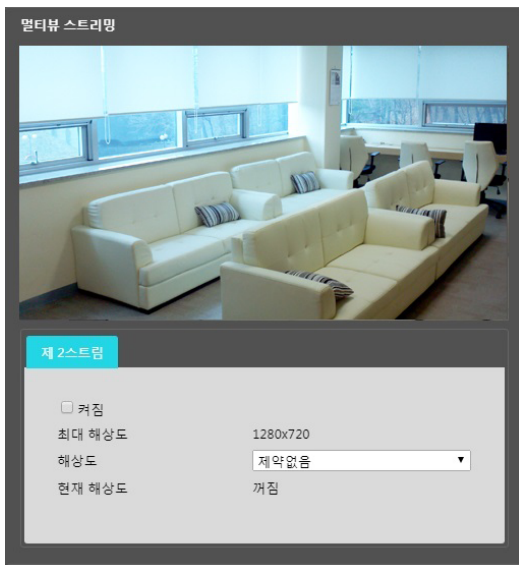 멀티뷰 스트리밍
제 2스트림
켜짐
최대 해상도 1280x720
해상도 제약없음
현재 해상도 꺼짐